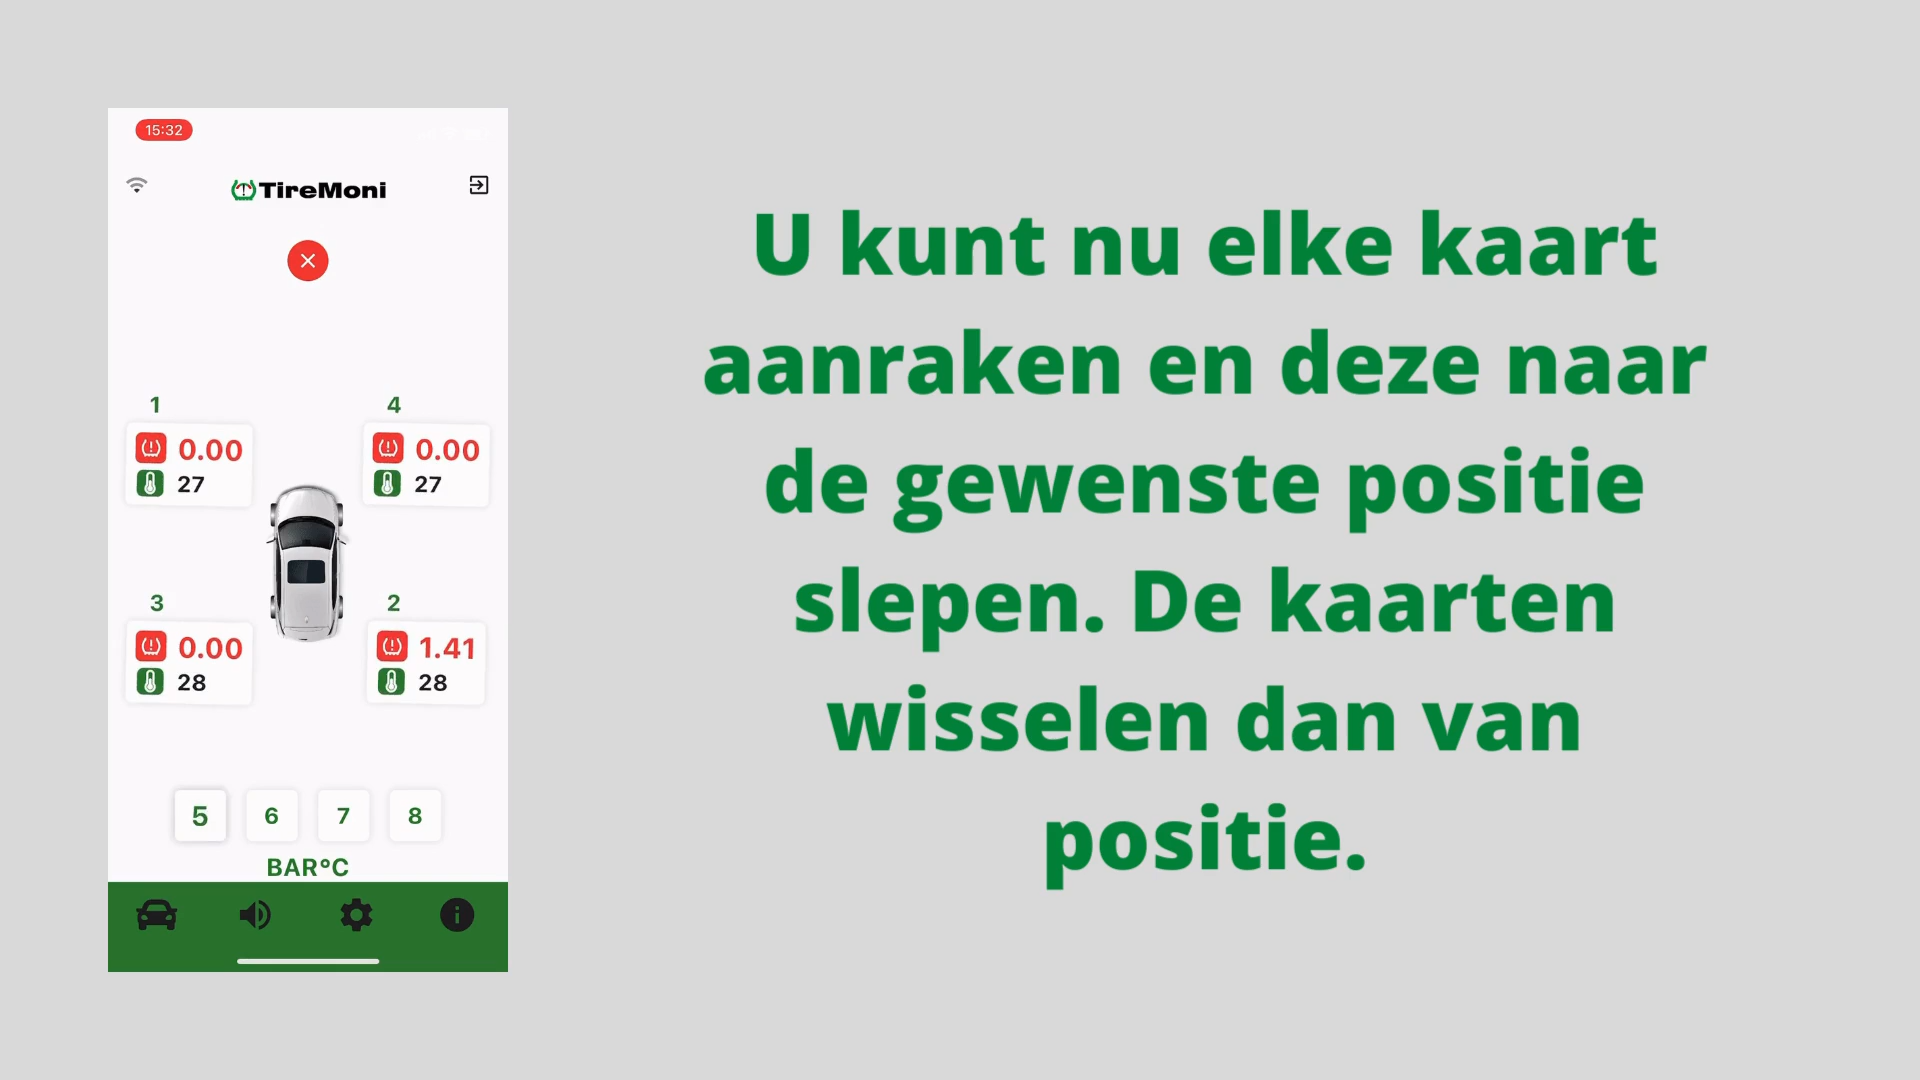 15:32
TireMoni
1
4
0.00
0.00
27
27
3
2
0.00
1.41
28
28
5
6
7
8
BAR°C
U kunt nu elke kaart
aanraken en deze naar
de gewenste positie
slepen. De kaarten
wisselen dan van
positie.